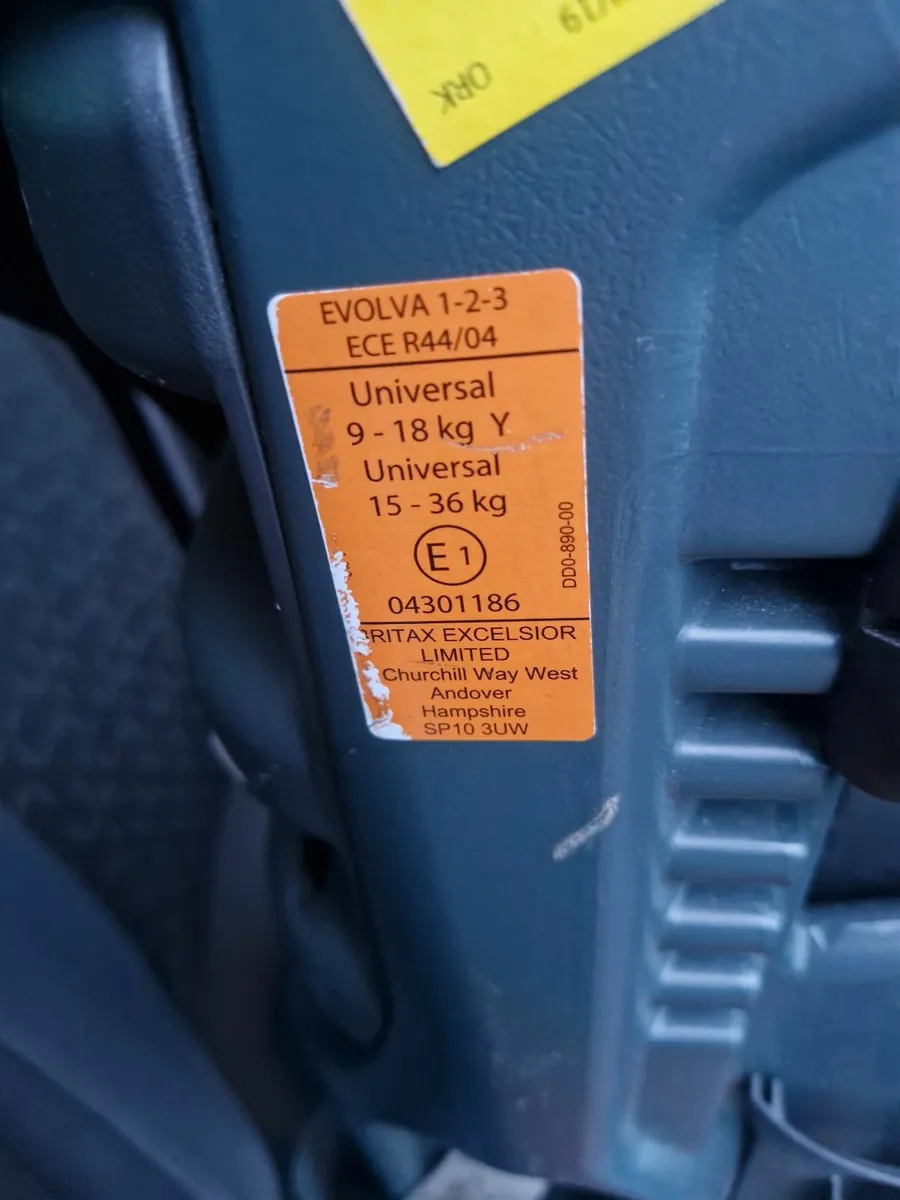 ORK
EVOLVA 1-2-3
ECE R44/04
Universal
9 - 18 kg Y
Universal
15 - 36 kg
E 1
04301186
DD0-890-00
RITAX EXCELSIOR
LIMITED
Churchill Way West
Andover
Hampshire
SP10 3UW